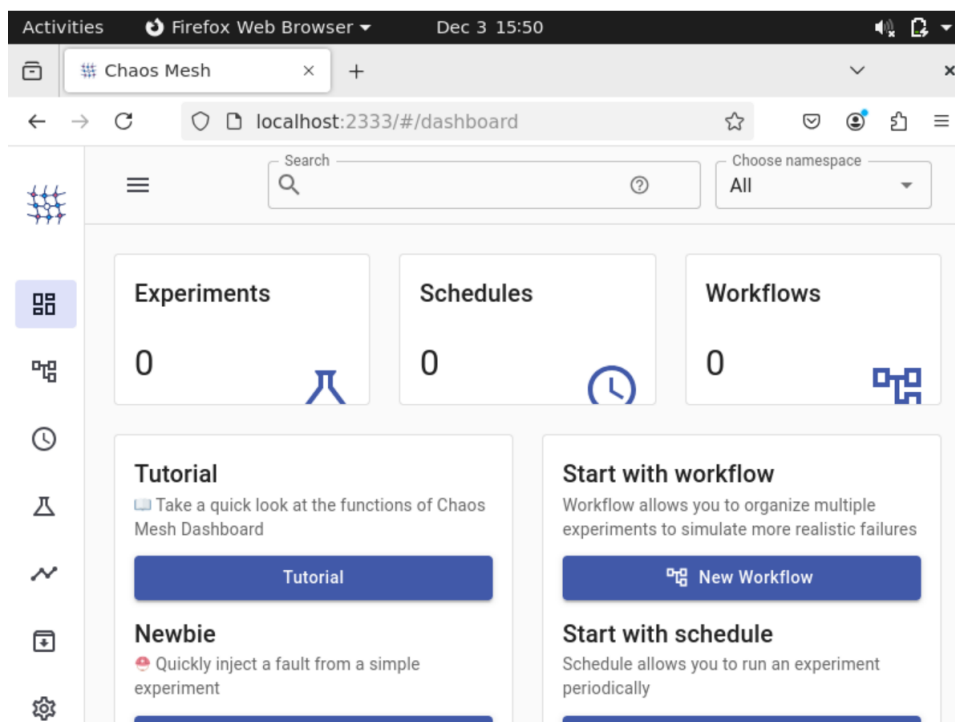 Activities Firefox Web Browser Dec 3 15:50
Chaos Mesh
localhost:2333/#/dashboard
Search
Choose namespace
All
Experiments
0
Schedules
0
Workflows
0
Tutorial
Take a quick look at the functions of Chaos
Mesh Dashboard
Tutorial
Newbie
Quickly inject a fault from a simple
experiment
Start with workflow
Workflow allows you to organize multiple
experiments to simulate more realistic failures
New Workflow
Start with schedule
Schedule allows you to run an experiment
periodically